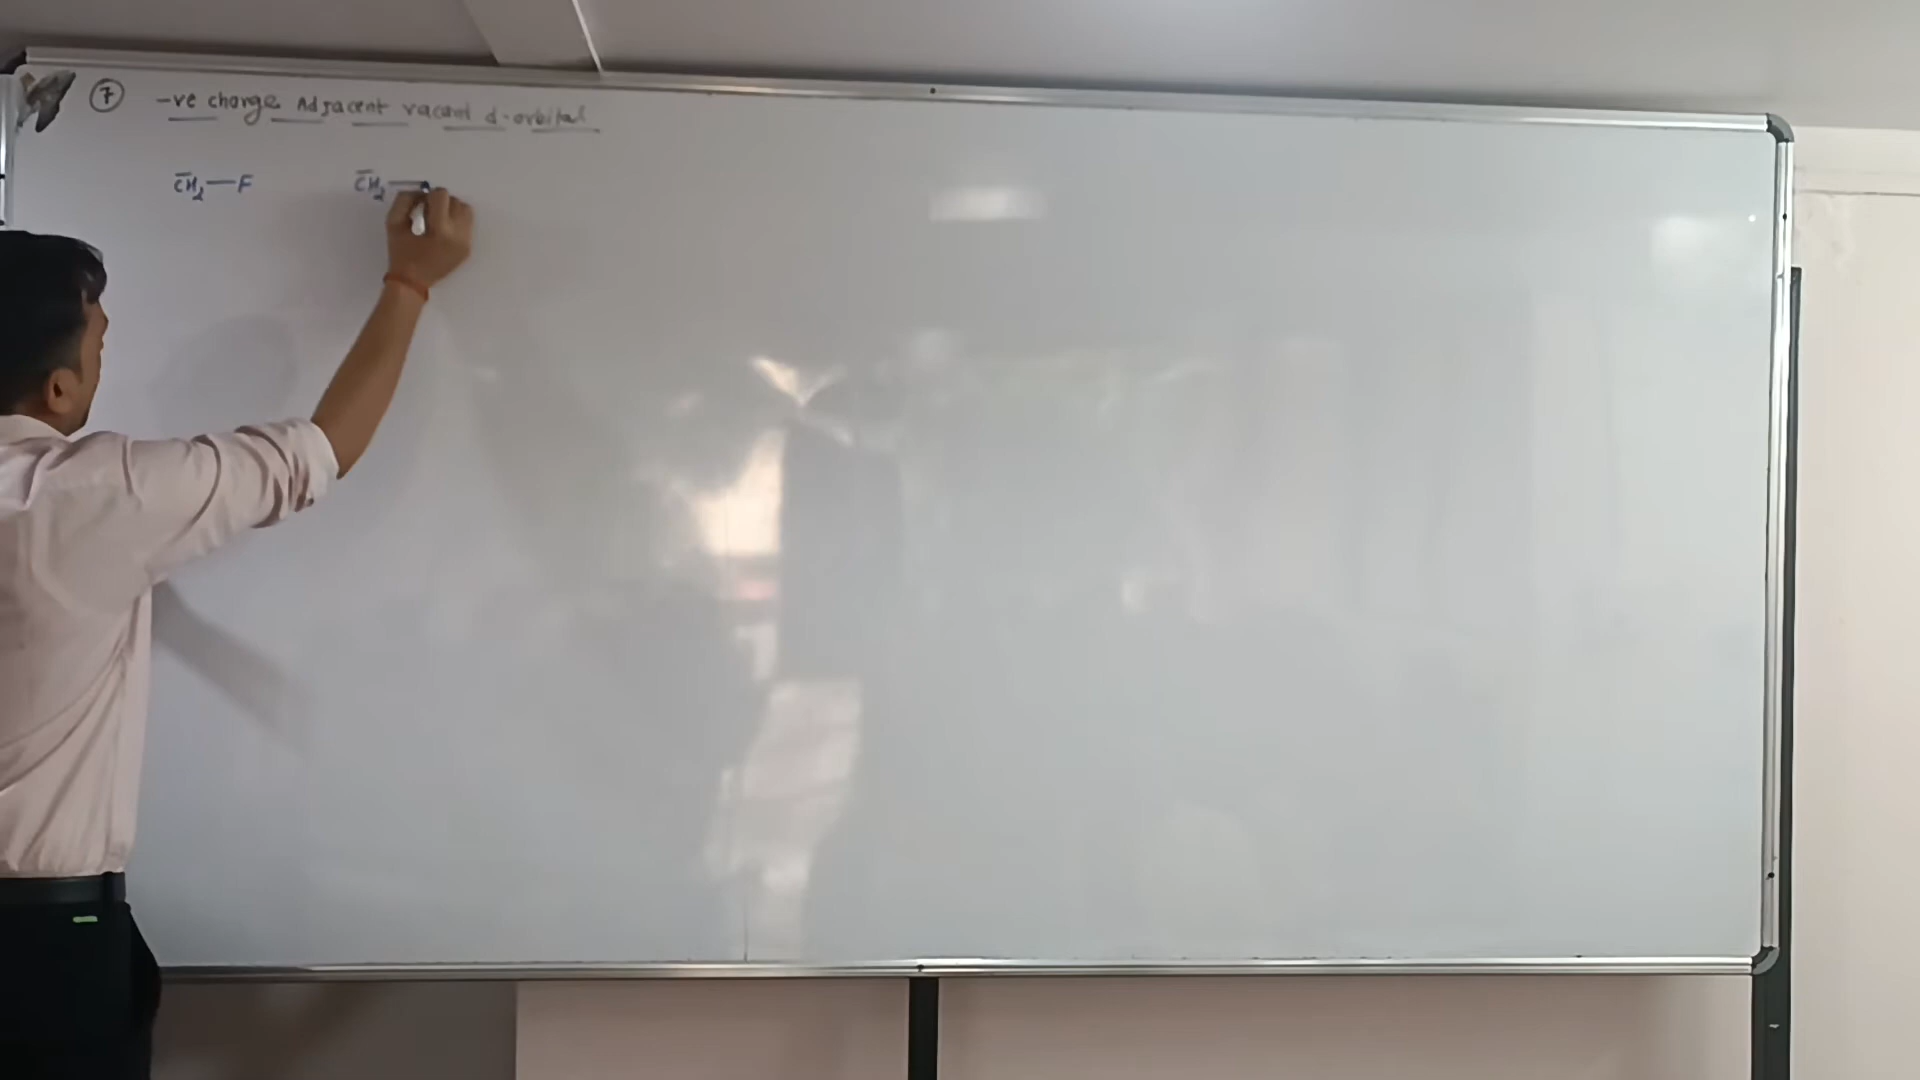 ⑦ -ve charge Adjacent vacant d-orbital
C̄H₂—F C̄H₂—